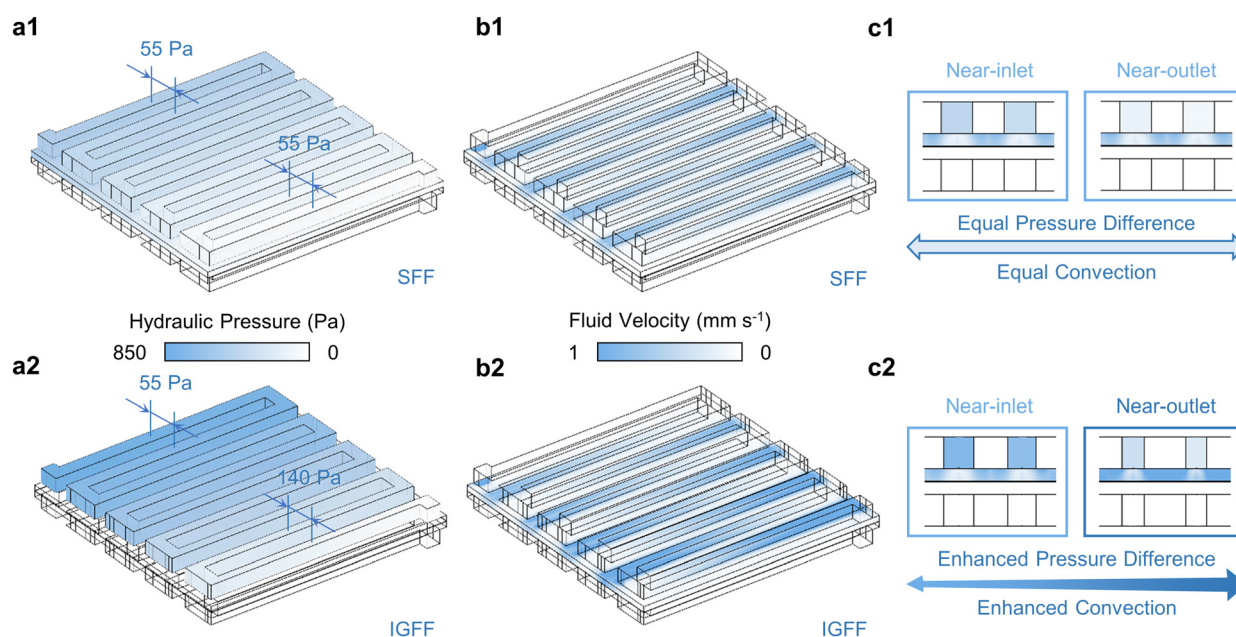 a1
55 Pa
55 Pa
SFF
b1
SFF
c1
Near-inlet
Near-outlet
Equal Pressure Difference
Equal Convection
Hydraulic Pressure (Pa)
850
0
Fluid Velocity (mm s⁻¹)
1
0
a2
55 Pa
140 Pa
IGFF
b2
IGFF
c2
Near-inlet
Near-outlet
Enhanced Pressure Difference
Enhanced Convection